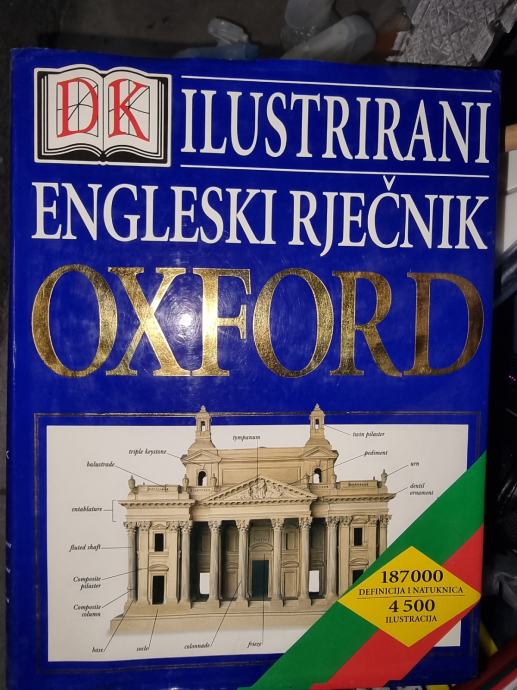 DK
ILUSTRIRANI
ENGLESKI RJEČNIK
OXFORD
tympanum
twin pilaster
triple keystone
pediment
balustrade
urn
dentil
ornament
entablature
fluted shaft
Composite
pilaster
Composite
column
base
socle
colonnade
frieze
187000
DEFINICIJA I NATUKNICA
4 500
ILUSTRACIJA